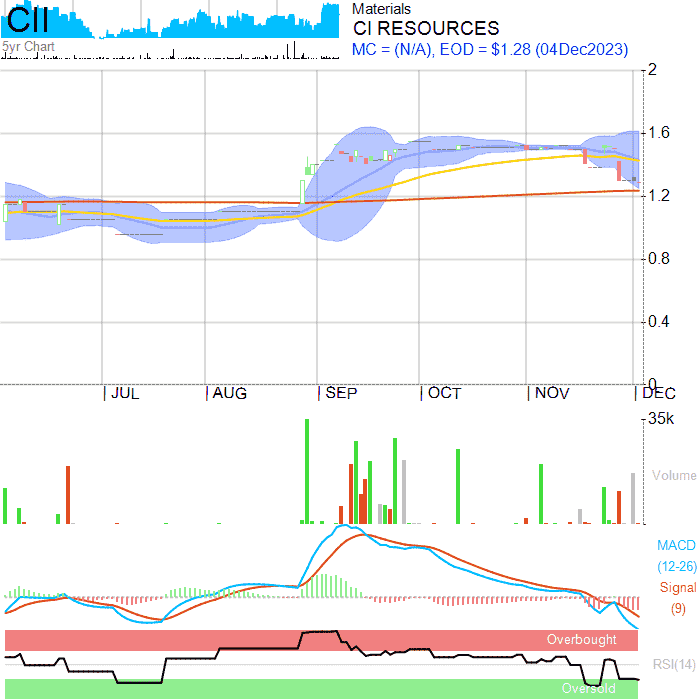 CII
Materials
CI RESOURCES
5yr Chart
MC = (N/A), EOD = $1.28 (04Dec2023)
2
1.6
1.2
0.8
0.4
0
JUL AUG SEP OCT NOV DEC
35k
Volume
MACD
(12-26)
Signal
(9)
Overbought
RSI(14)
Oversold